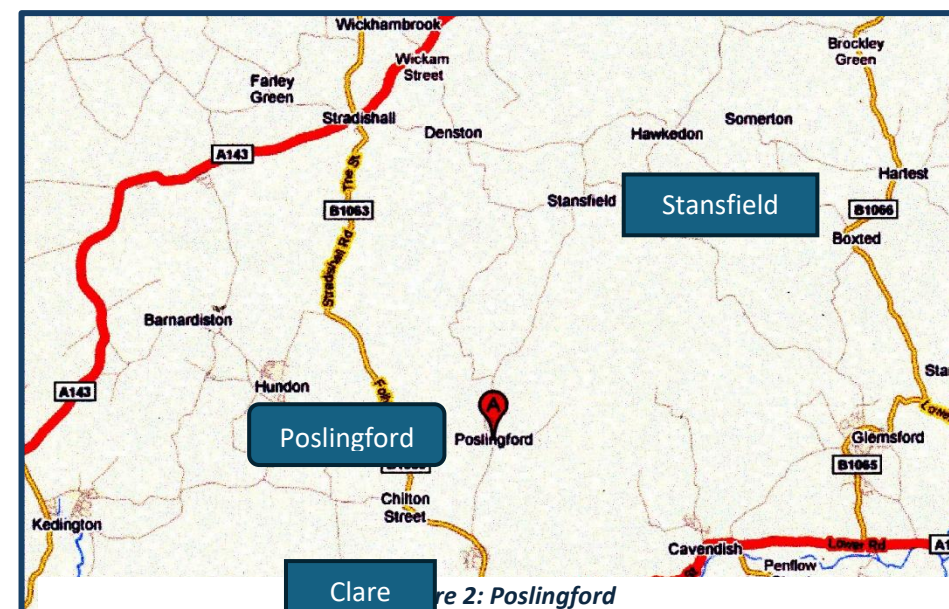 Wickhambrook
Brockley
Green
Wickam
Street
Farley
Green
Stradishall
Denston
Hawkedon
Somerton
A143
The St
Hartest
Stansfield
Stansfield
B1063
B1066
Boxted
Stradishall Rd
Barnardiston
Hundon
A143
A
Poslingford
Poslingford
Glemsford
B1065
Chilton
Street
Kedington
Cavendish
Lower Rd
Penflow
Clare
re 2: Poslingford